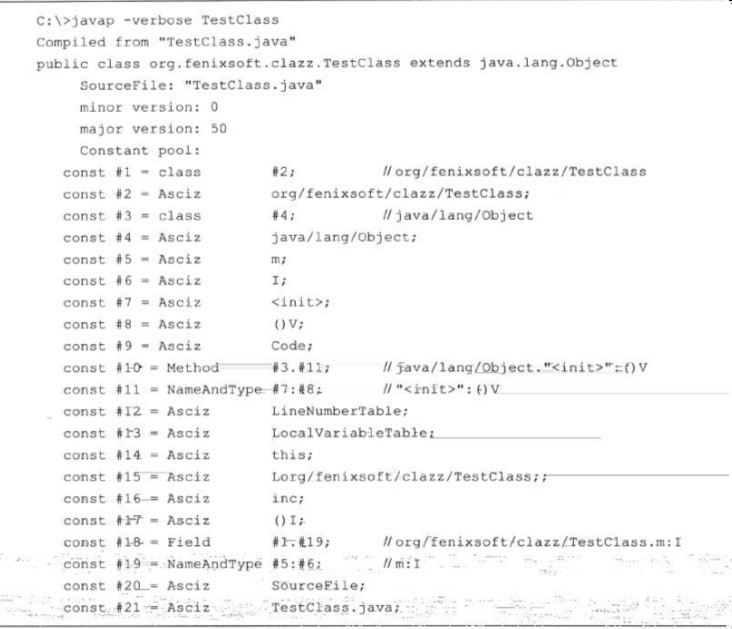 C:\>javap -verbose TestClass
Compiled from "TestClass.java"
public class org.fenixsoft.clazz.TestClass extends java.lang.Object
SourceFile: "TestClass.java"
minor version: 0
major version: 50
Constant pool:
const #1 = class #2; //org/fenixsoft/clazz/TestClass
const #2 = Asciz org/fenixsoft/clazz/TestClass;
const #3 = class #4; //java/lang/Object
const #4 = Asciz java/lang/Object;
const #5 = Asciz m;
const #6 = Asciz I;
const #7 = Asciz <init>;
const #8 = Asciz ()V;
const #9 = Asciz Code;
const #10 = Method #3.#11; //java/lang/Object."<init>":()V
const #11 = NameAndType #7:#8; //"<init>":()V
const #12 = Asciz LineNumberTable;
const #13 = Asciz LocalVariableTable;
const #14 = Asciz this;
const #15 = Asciz Lorg/fenixsoft/clazz/TestClass;;
const #16 = Asciz inc;
const #17 = Asciz ()I;
const #18 = Field #1.#19; //org/fenixsoft/clazz/TestClass.m:I
const #19 = NameAndType #5:#6; //m:I
const #20 = Asciz SourceFile;
const #21 = Asciz TestClass.java;